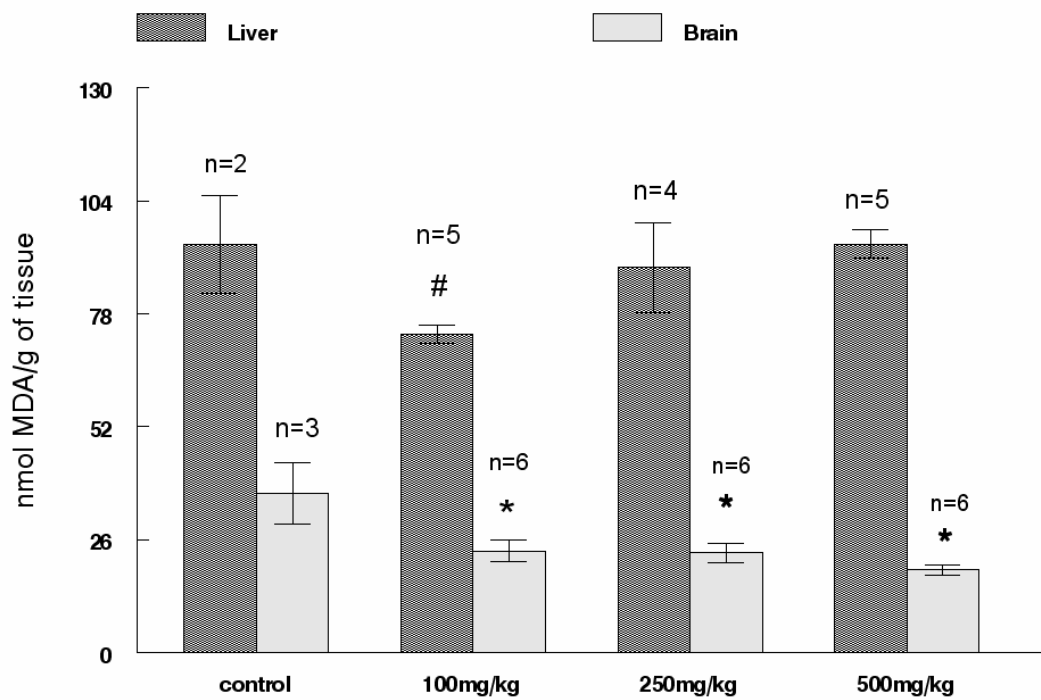 Liver
Brain
nmol MDA/g of tissue
130
104
78
52
26
0
n=2
n=3
n=5
#
n=6
*
n=4
n=6
*
n=5
n=6
*
control
100mg/kg
250mg/kg
500mg/kg